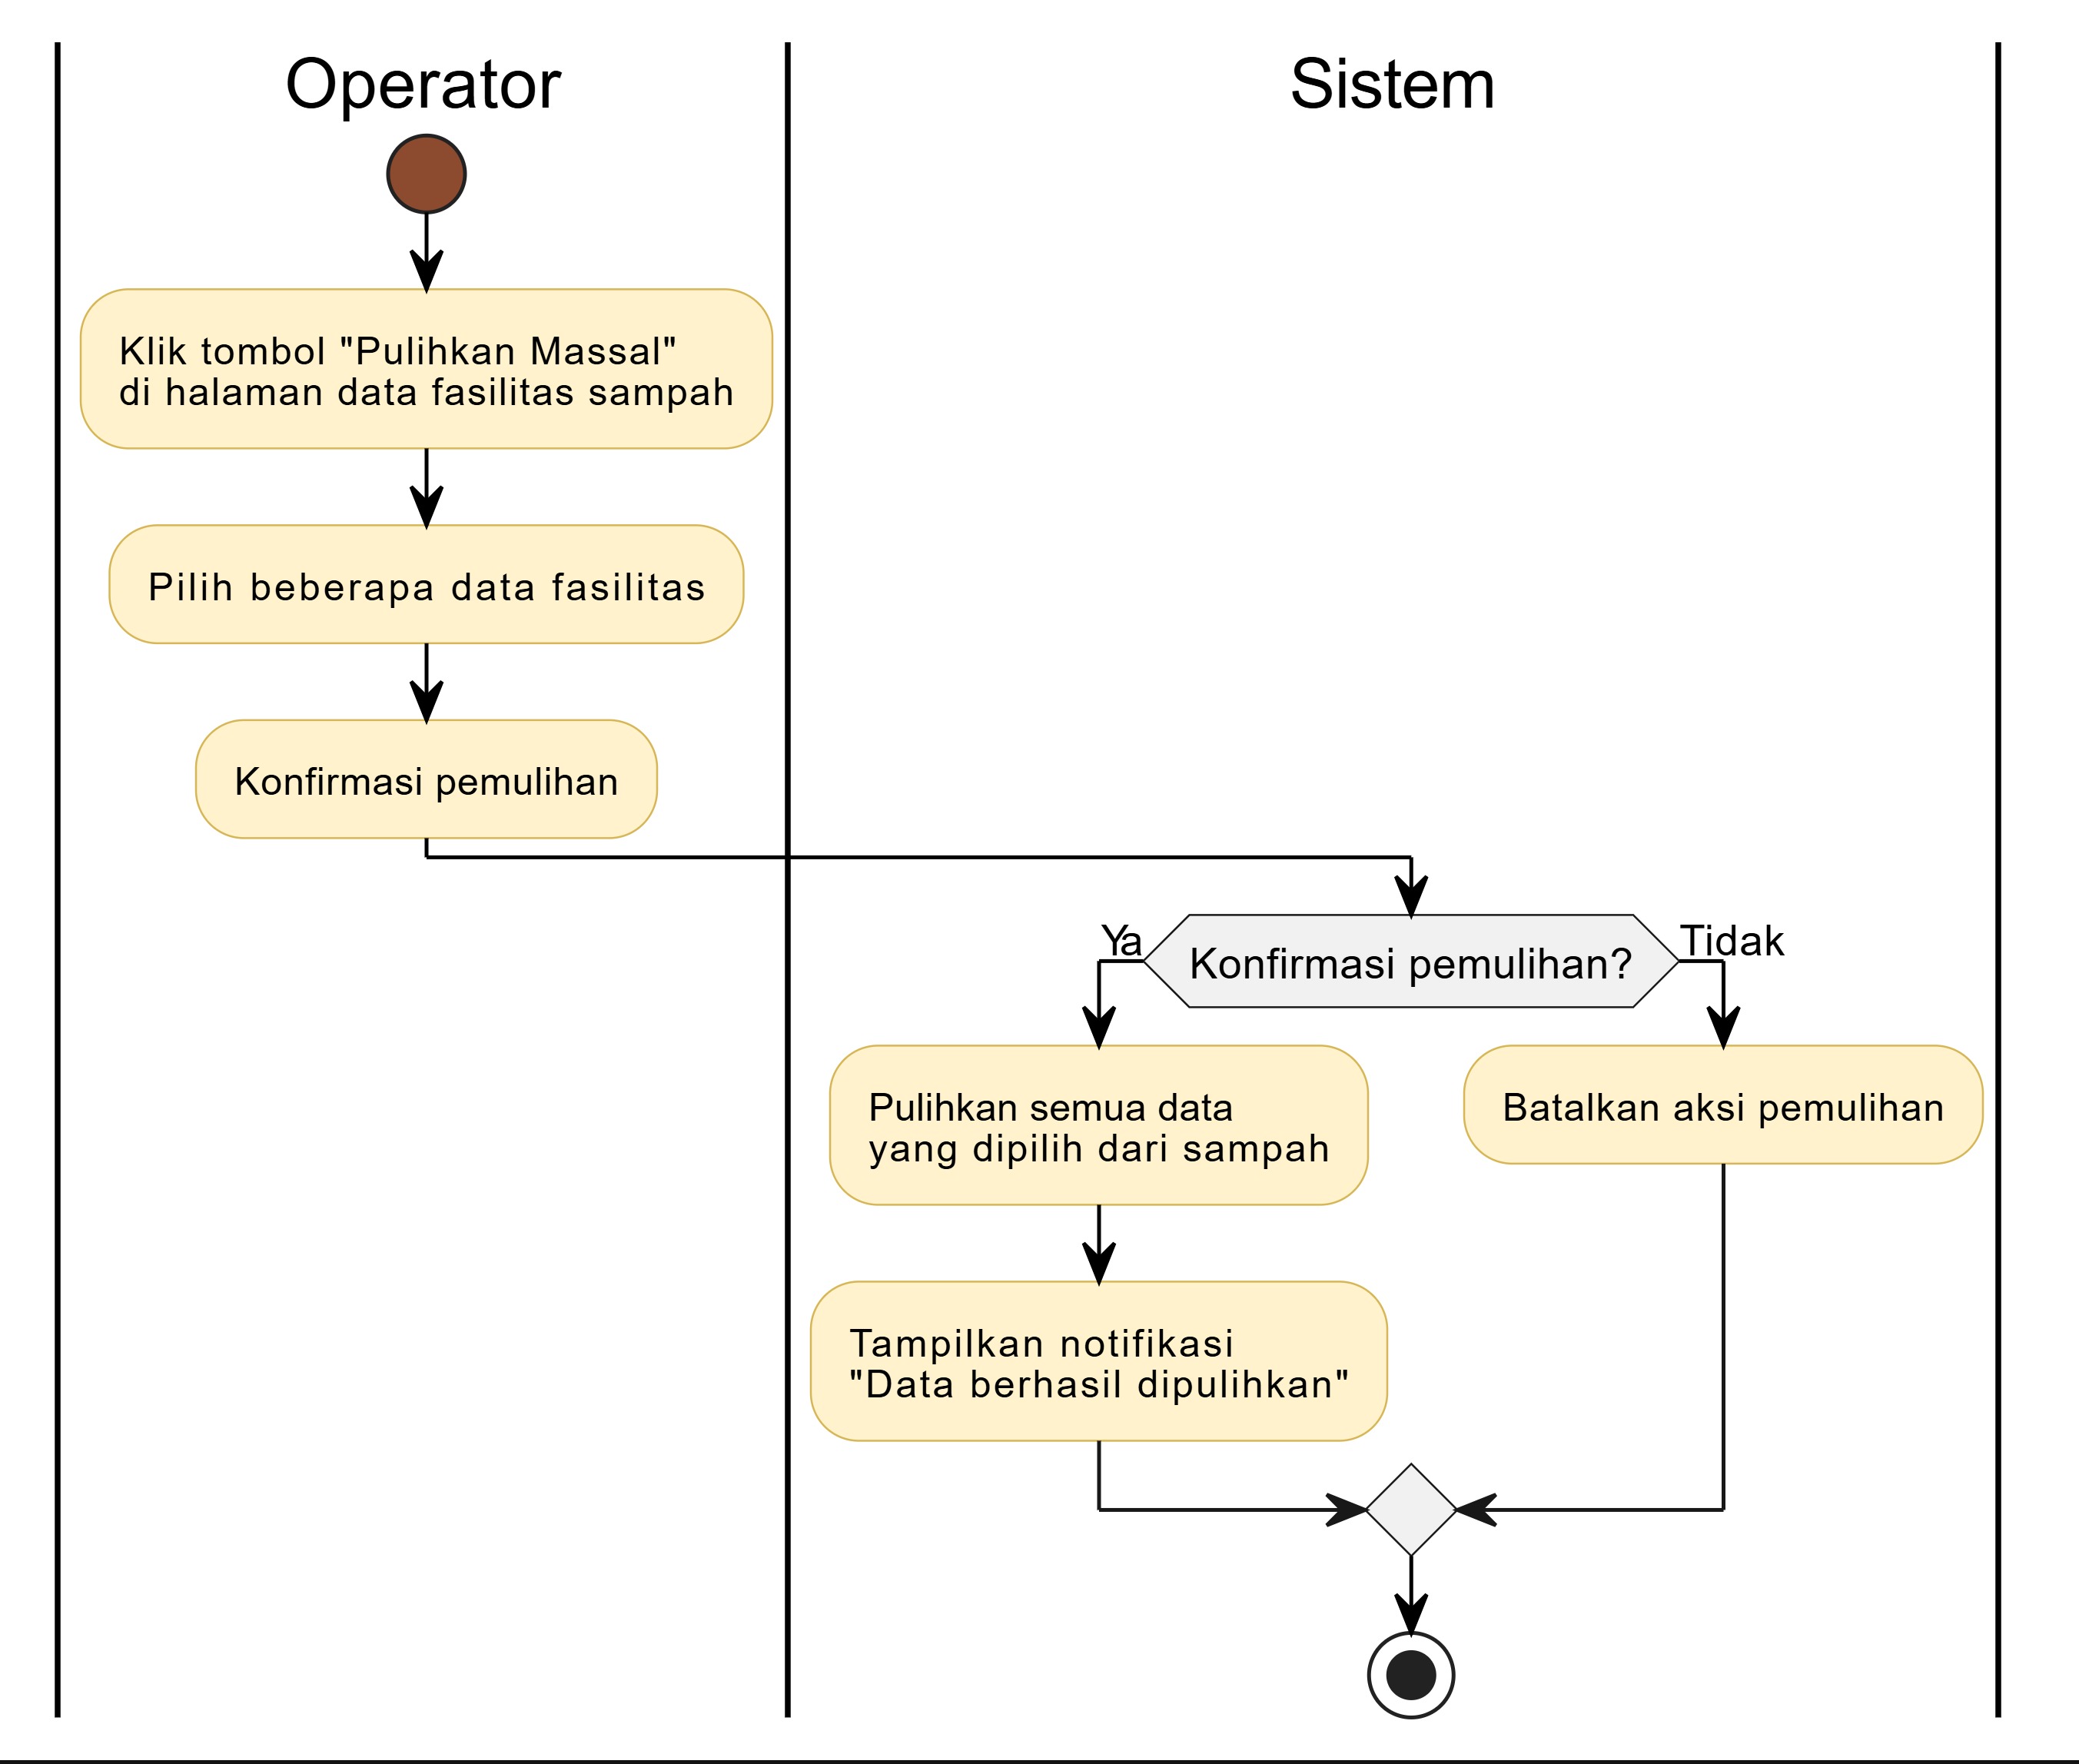 Operator
Sistem
Klik tombol "Pulihkan Massal"
di halaman data fasilitas sampah
Pilih beberapa data fasilitas
Konfirmasi pemulihan
Ya
Konfirmasi pemulihan?
Tidak
Pulihkan semua data
yang dipilih dari sampah
Batalkan aksi pemulihan
Tampilkan notifikasi
"Data berhasil dipulihkan"